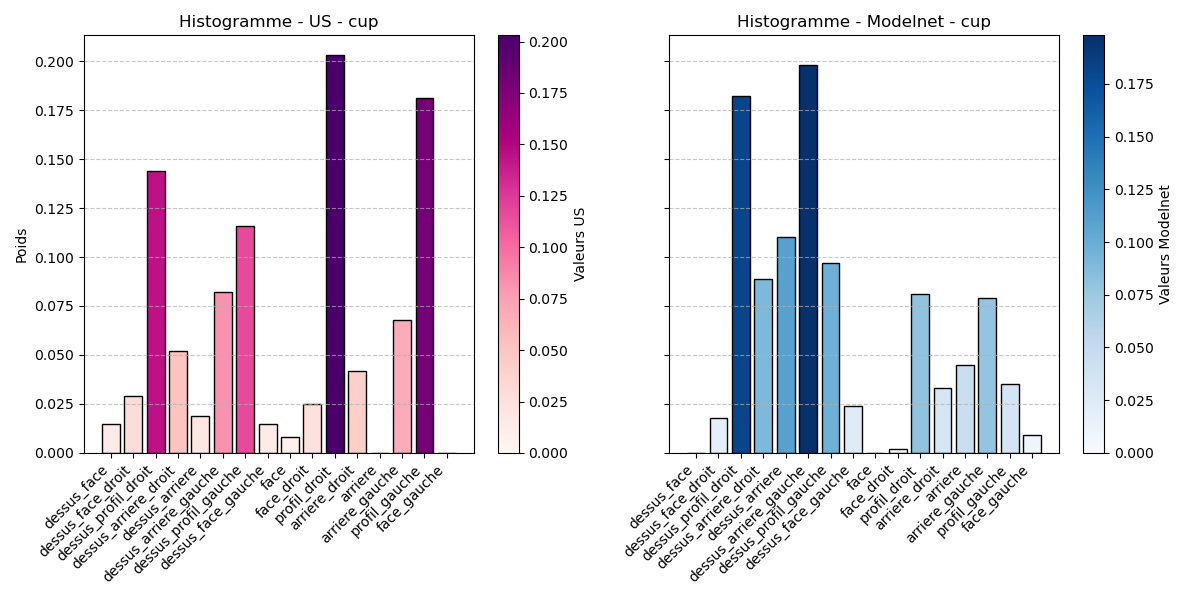 Histogramme - US - cup
Poids
0.200
0.175
0.150
0.125
0.100
0.075
0.050
0.025
0.000
dessus_face
dessus_face_droit
dessus_profil_droit
dessus_arriere_droit
dessus_arriere
dessus_arriere_gauche
dessus_profil_gauche
dessus_face_gauche
face
face_droit
profil_droit
arriere_droit
arriere
arriere_gauche
profil_gauche
face_gauche
0.200
0.175
0.150
0.125
0.100
0.075
0.050
0.025
0.000
Valeurs US
Histogramme - Modelnet - cup
dessus_face
dessus_face_droit
dessus_profil_droit
dessus_arriere_droit
dessus_arriere
dessus_arriere_gauche
dessus_profil_gauche
dessus_face_gauche
face
face_droit
profil_droit
arriere_droit
arriere
arriere_gauche
profil_gauche
face_gauche
0.175
0.150
0.125
0.100
0.075
0.050
0.025
0.000
Valeurs Modelnet